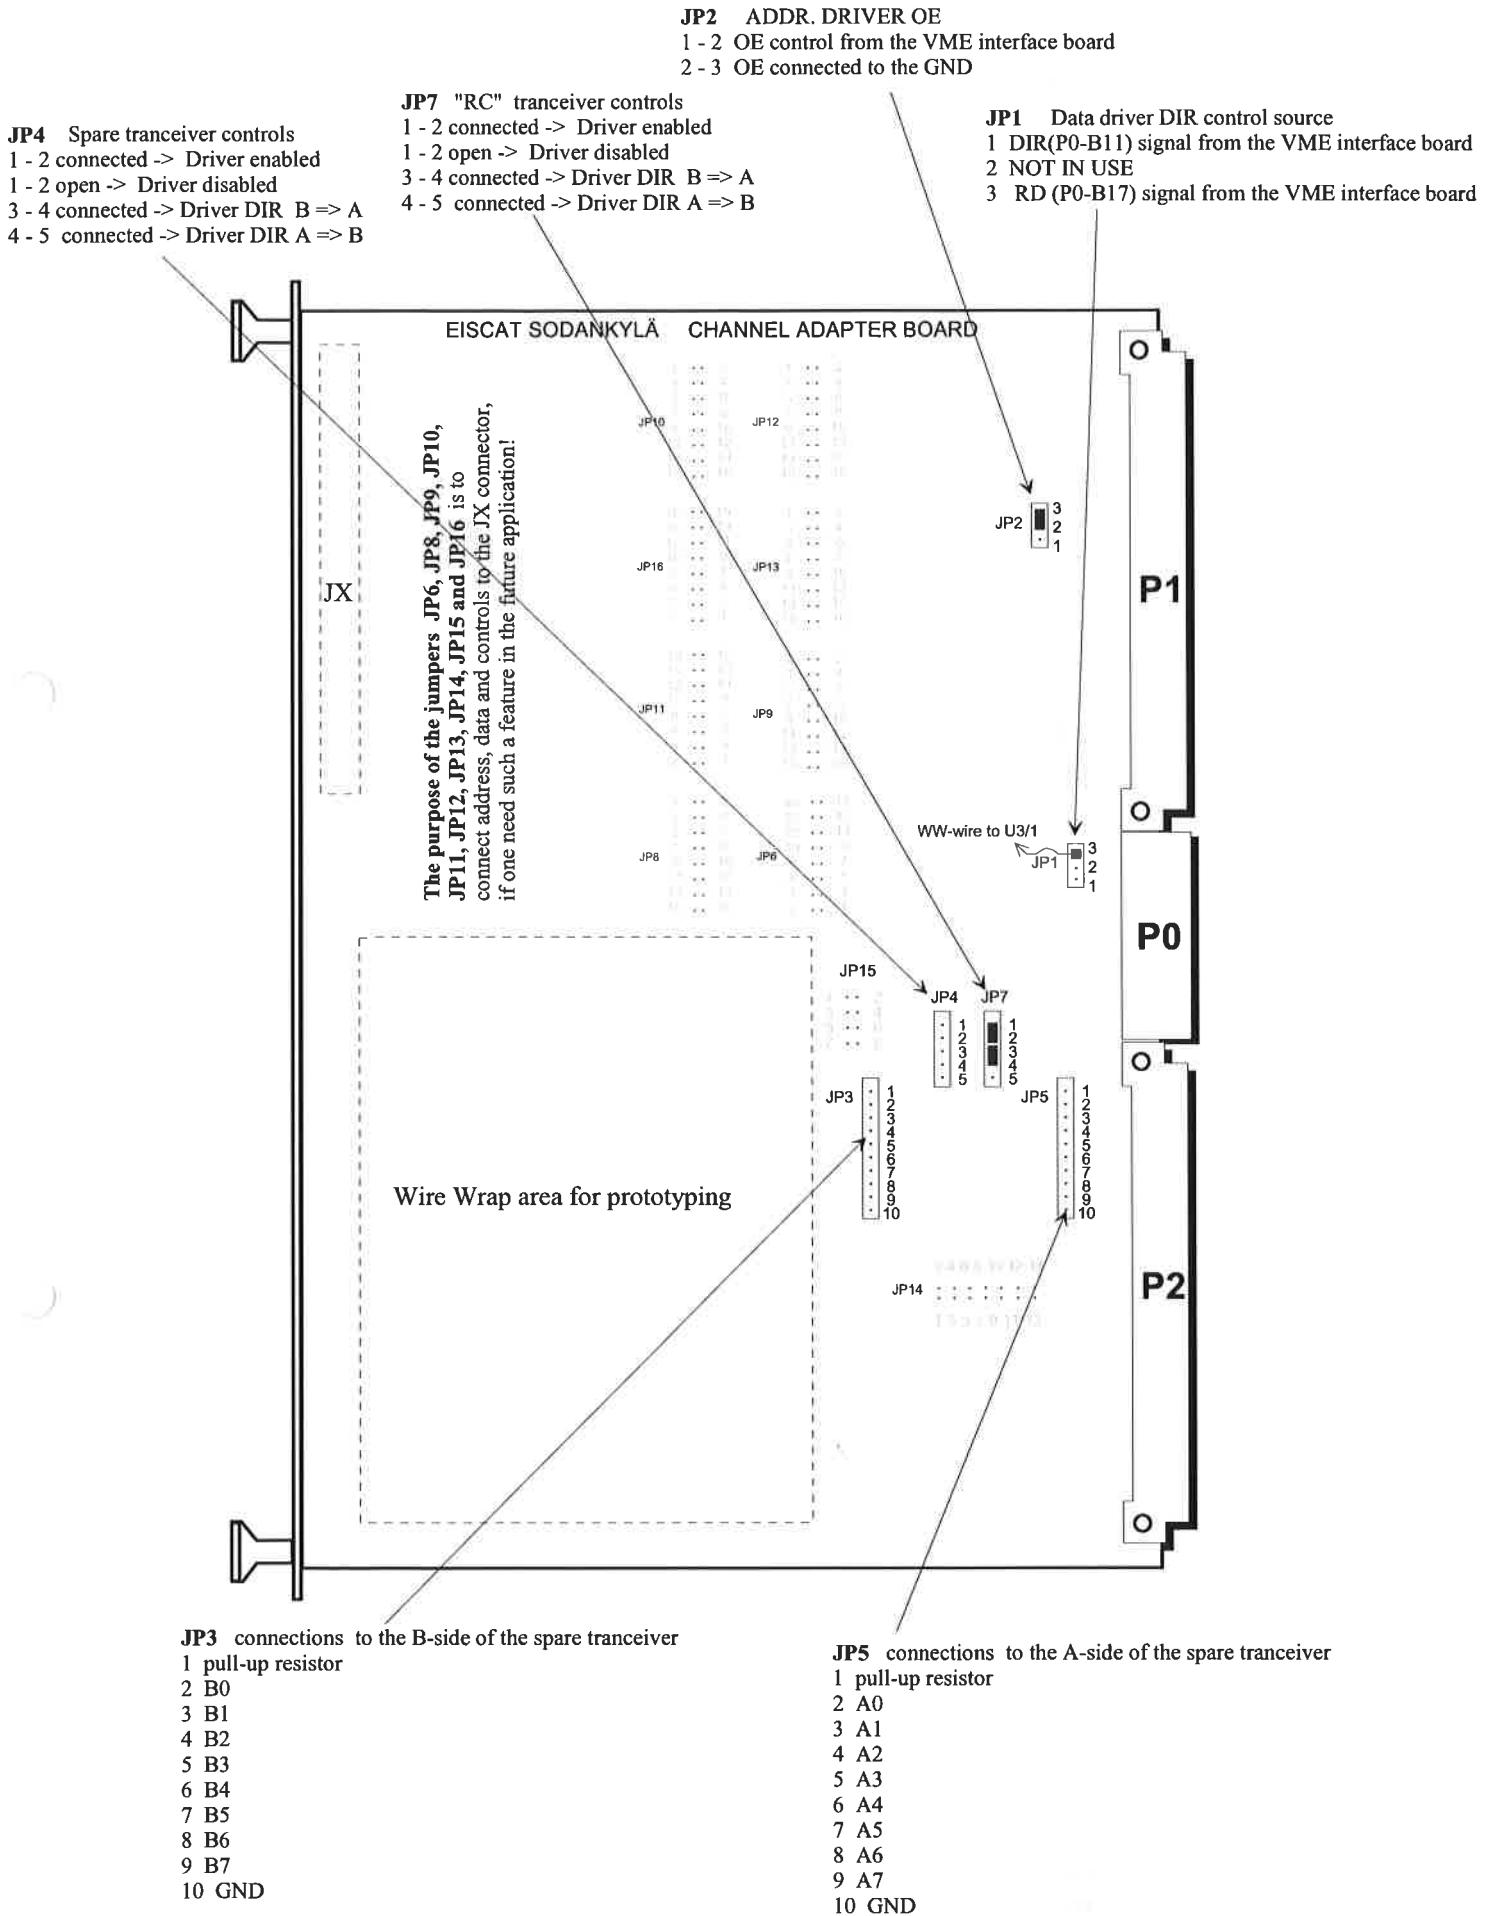 JP2 ADDR. DRIVER OE
1 - 2 OE control from the VME interface board
2 - 3 OE connected to the GND
JP7 "RC" tranceiver controls
1 - 2 connected -> Driver enabled
1 - 2 open -> Driver disabled
3 - 4 connected -> Driver DIR B => A
4 - 5 connected -> Driver DIR A => B
JP1 Data driver DIR control source
1 DIR(P0-B11) signal from the VME interface board
2 NOT IN USE
3 RD (P0-B17) signal from the VME interface board
JP4 Spare tranceiver controls
1 - 2 connected -> Driver enabled
1 - 2 open -> Driver disabled
3 - 4 connected -> Driver DIR B => A
4 - 5 connected -> Driver DIR A => B
EISCAT SODANKYLÄ CHANNEL ADAPTER BOARD
JX
The purpose of the jumpers JP6, JP8, JP9, JP10,
JP11, JP12, JP13, JP14, JP15 and JP16 is to
connect address, data and controls to the JX connector,
if one need such a feature in the future application!
JP10
JP12
JP2
3
2
1
JP16
JP13
P1
JP11
JP9
WW-wire to U3/1
JP1
3
2
1
JP8
JP6
P0
JP15
JP4
1
2
3
4
5
JP7
1
2
3
4
5
JP3
1
2
3
4
5
6
7
8
9
10
JP5
1
2
3
4
5
6
7
8
9
10
Wire Wrap area for prototyping
JP14
P2
JP3 connections to the B-side of the spare tranceiver
1 pull-up resistor
2 B0
3 B1
4 B2
5 B3
6 B4
7 B5
8 B6
9 B7
10 GND
JP5 connections to the A-side of the spare tranceiver
1 pull-up resistor
2 A0
3 A1
4 A2
5 A3
6 A4
7 A5
8 A6
9 A7
10 GND